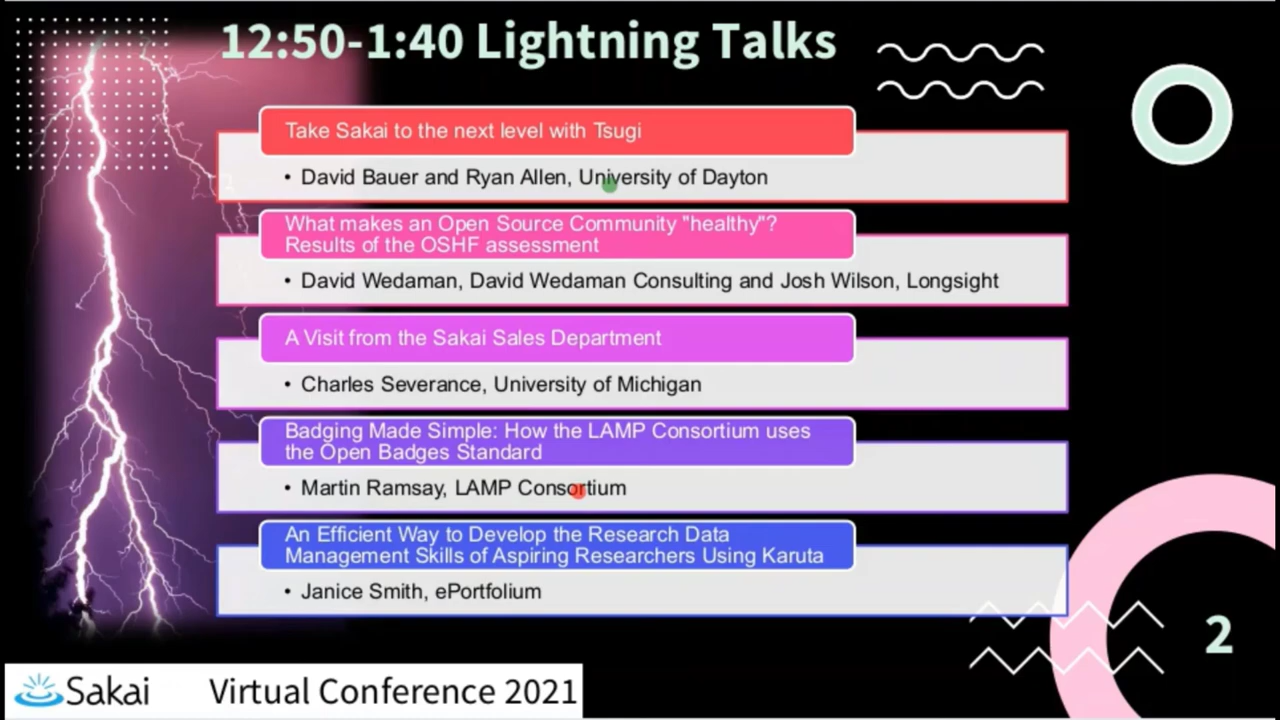 12:50-1:40 Lightning Talks
Take Sakai to the next level with Tsugi
• David Bauer and Ryan Allen, University of Dayton
What makes an Open Source Community "healthy"?
Results of the OSHF assessment
• David Wedaman, David Wedaman Consulting and Josh Wilson, Longsight
A Visit from the Sakai Sales Department
• Charles Severance, University of Michigan
Badging Made Simple: How the LAMP Consortium uses
the Open Badges Standard
• Martin Ramsay, LAMP Consortium
An Efficient Way to Develop the Research Data
Management Skills of Aspiring Researchers Using Karuta
• Janice Smith, ePortfolium
2
Sakai Virtual Conference 2021